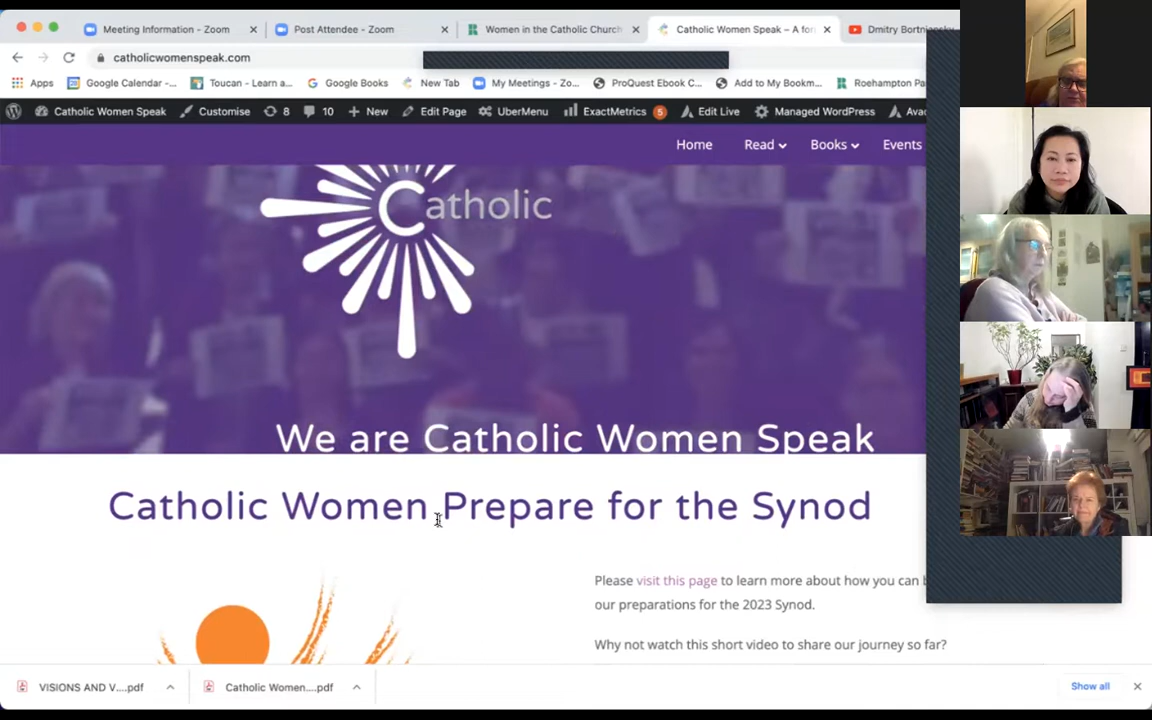 Meeting Information - Zoom
Post Attendee - Zoom
Women in the Catholic Church
Catholic Women Speak – A for
Dmitry Bortniansky
catholicwomenspeak.com
Apps
Google Calendar -...
Toucan - Learn a...
Google Books
New Tab
My Meetings - Zo...
ProQuest Ebook C...
Add to My Bookm...
Roehampton Pa
Catholic Women Speak
Customise
8
10
New
Edit Page
UberMenu
ExactMetrics
5
Edit Live
Managed WordPress
Avad
Home
Read
Books
Events
Catholic
We are Catholic Women Speak
Catholic Women Prepare for the Synod
Please visit this page to learn more about how you can b
our preparations for the 2023 Synod.
Why not watch this short video to share our journey so far?
VISIONS AND V....pdf
Catholic Women....pdf
Show all